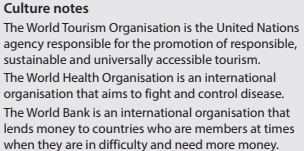 Culture notes
The World Tourism Organisation is the United Nations
agency responsible for the promotion of responsible,
sustainable and universally accessible tourism.
The World Health Organisation is an international
organisation that aims to fight and control disease.
The World Bank is an international organisation that
lends money to countries who are members at times
when they are in difficulty and need more money.